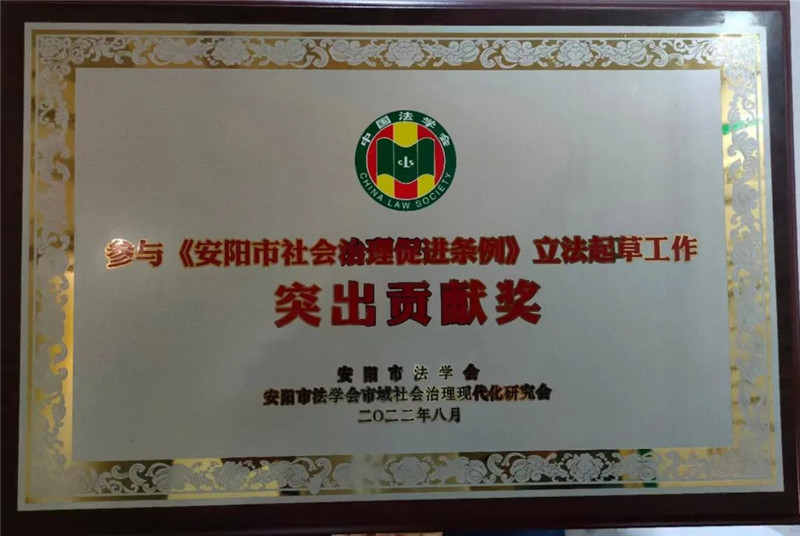 中国法学会
CLS
CHINA LAW SOCIETY
参与《安阳市社会治理促进条例》立法起草工作
突出贡献奖
安阳市法学会
安阳市法学会市域社会治理现代化研究会
二〇二二年八月